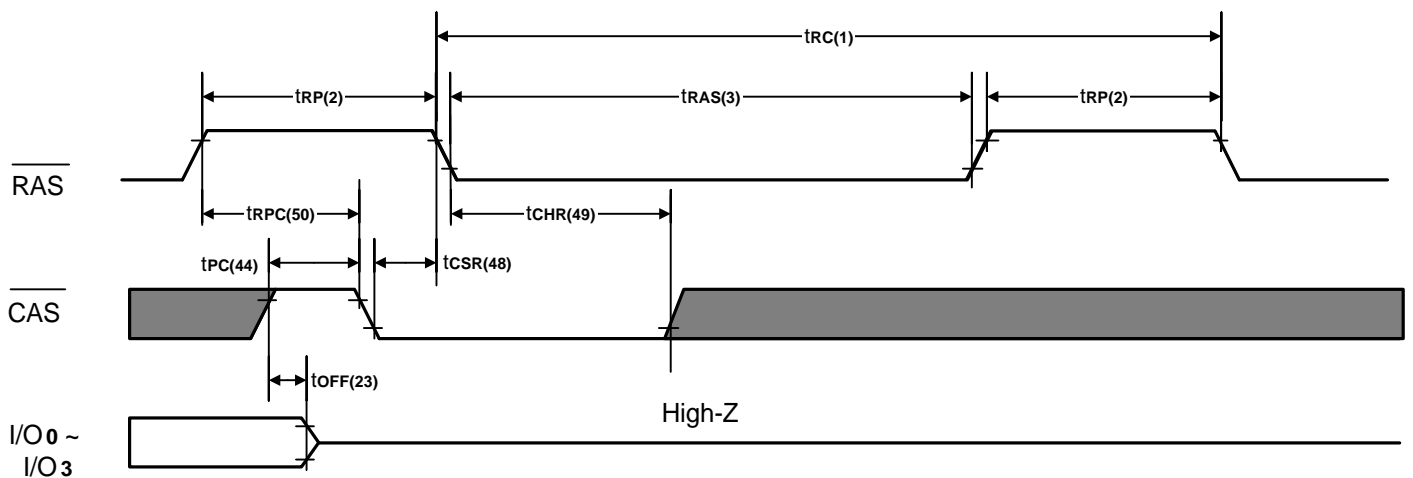 tRC(1)
tRP(2)
tRAS(3)
tRP(2)
RAS
tRPC(50)
tCHR(49)
tPC(44)
tCSR(48)
CAS
tOFF(23)
High-Z
I/O0 ~
I/O3